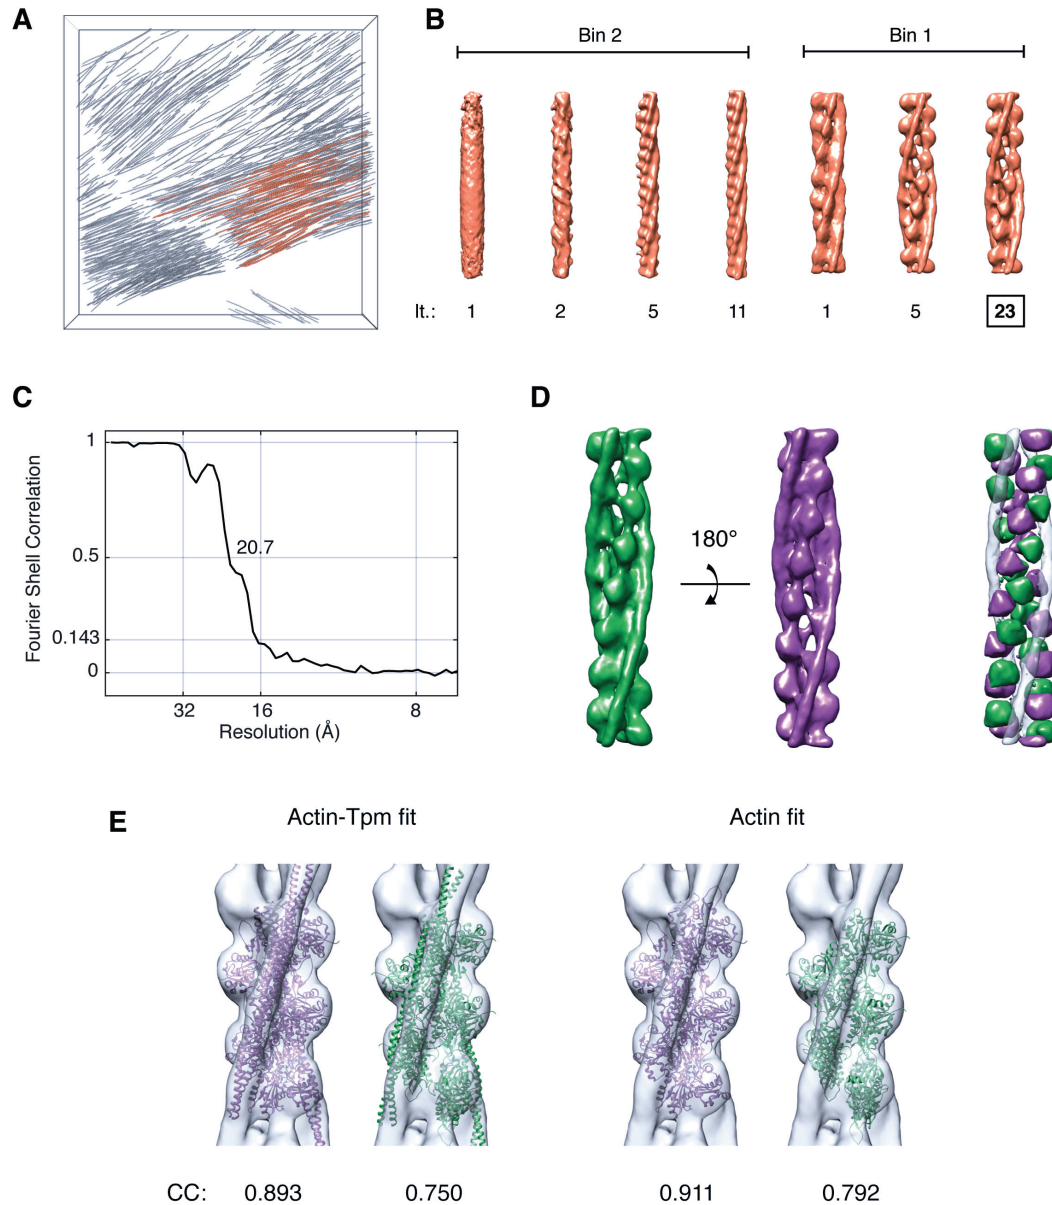 A
B
Bin 2
Bin 1
It.: 1 2 5 11 1 5 23
C
D
Fourier Shell Correlation
1
0.5
0.143
0
20.7
32 16 8
Resolution (Å)
180°
E
Actin-Tpm fit
Actin fit
CC: 0.893 0.750 0.911 0.792